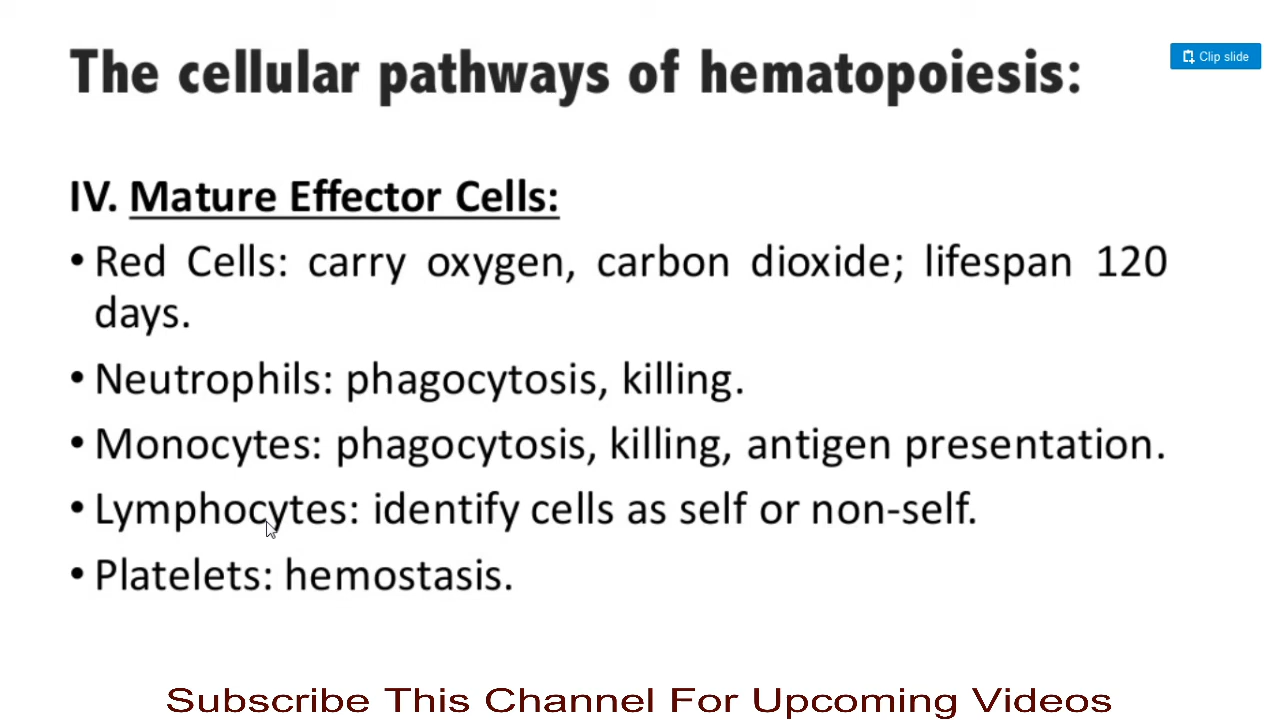 The cellular pathways of hematopoiesis:
Clip slide
IV. Mature Effector Cells:
• Red Cells: carry oxygen, carbon dioxide; lifespan 120
days.
• Neutrophils: phagocytosis, killing.
• Monocytes: phagocytosis, killing, antigen presentation.
• Lymphocytes: identify cells as self or non-self.
• Platelets: hemostasis.
Subscribe This Channel For Upcoming Videos